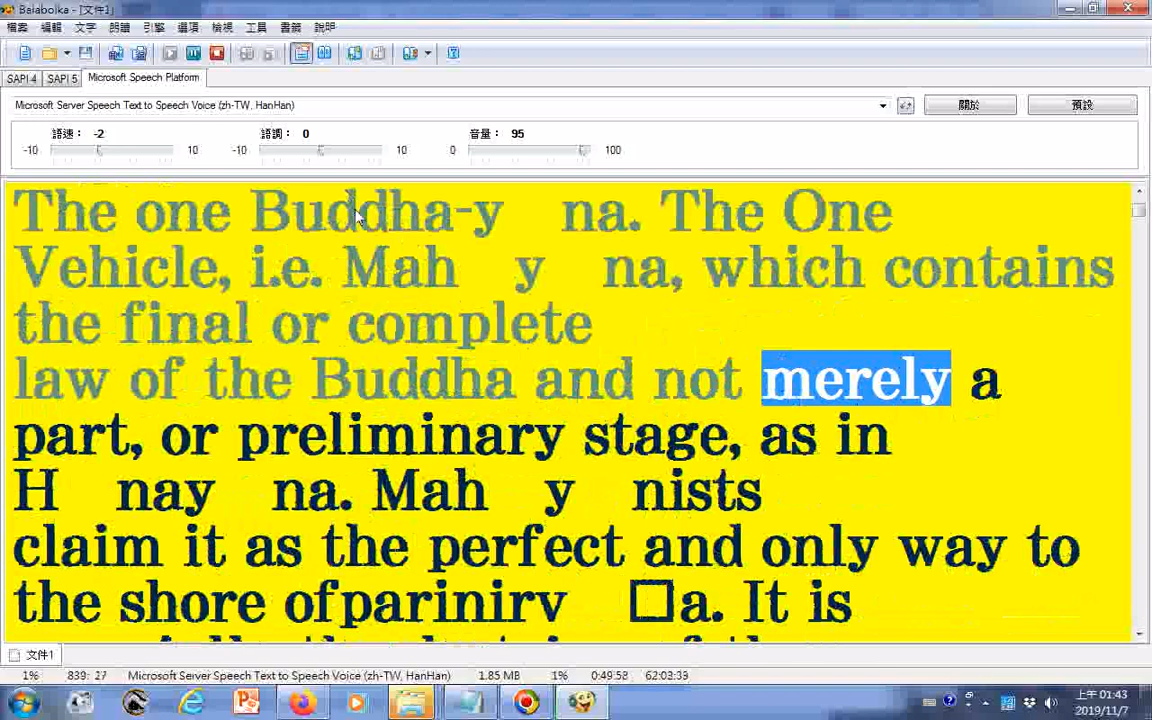 Balabolka - [文件1]
檔案 編輯 文字 朗讀 引擎 選項 檢視 工具 書籤 說明
SAPI 4 SAPI 5 Microsoft Speech Platform
Microsoft Server Speech Text to Speech Voice (zh-TW, HanHan) 關於 預設
語速： -2 語調： 0 音量： 95
-10 10 -10 10 0 100
The one Buddha-y na. The One
Vehicle, i.e. Mah y na, which contains
the final or complete
law of the Buddha and not merely a
part, or preliminary stage, as in
H nay na. Mah y nists
claim it as the perfect and only way to
the shore ofparinirv □a. It is
文件1
1% 839: 27 Microsoft Server Speech Text to Speech Voice (zh-TW, HanHan) 1.85 MB 1% 0:49:58 62:03:33
上午 01:43
2019/11/7